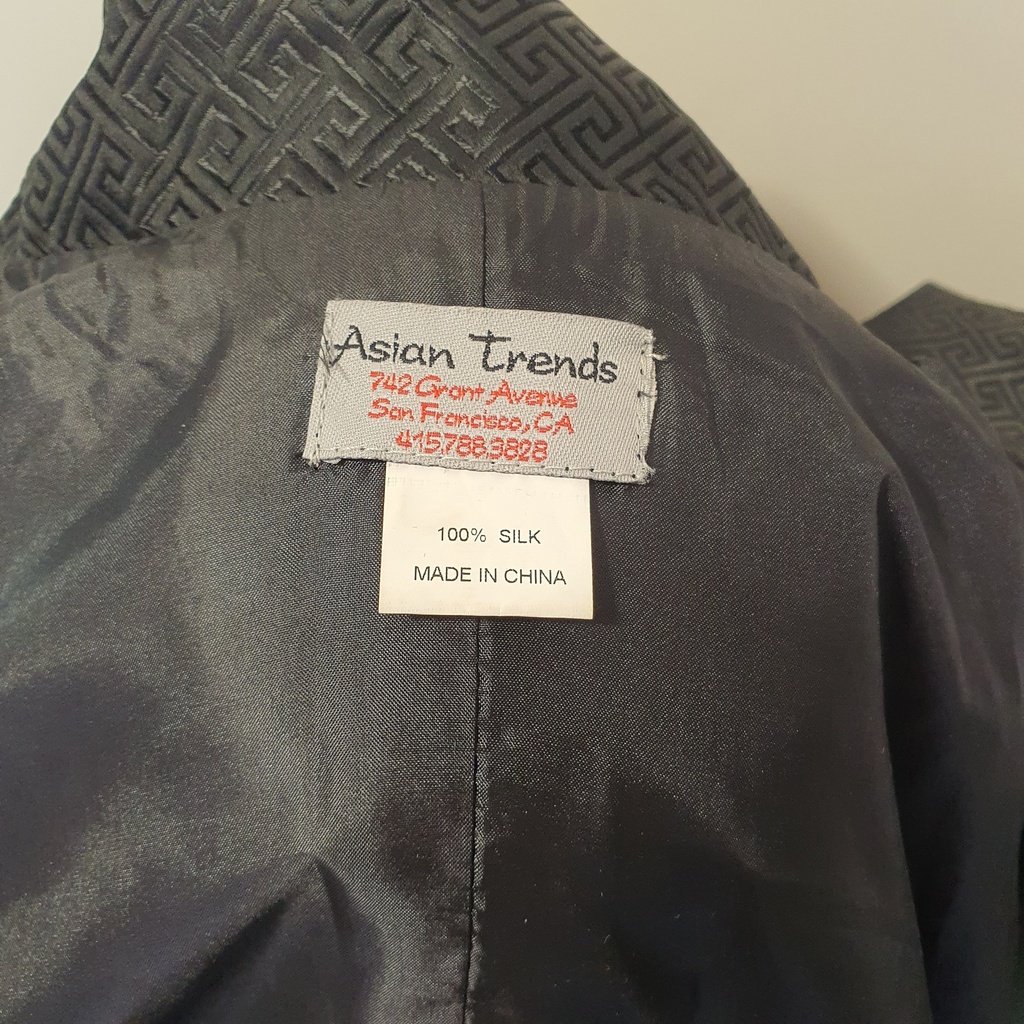 Asian Trends
742 Grant Avenue
San Francisco, CA
415.788.3828
100% SILK
MADE IN CHINA